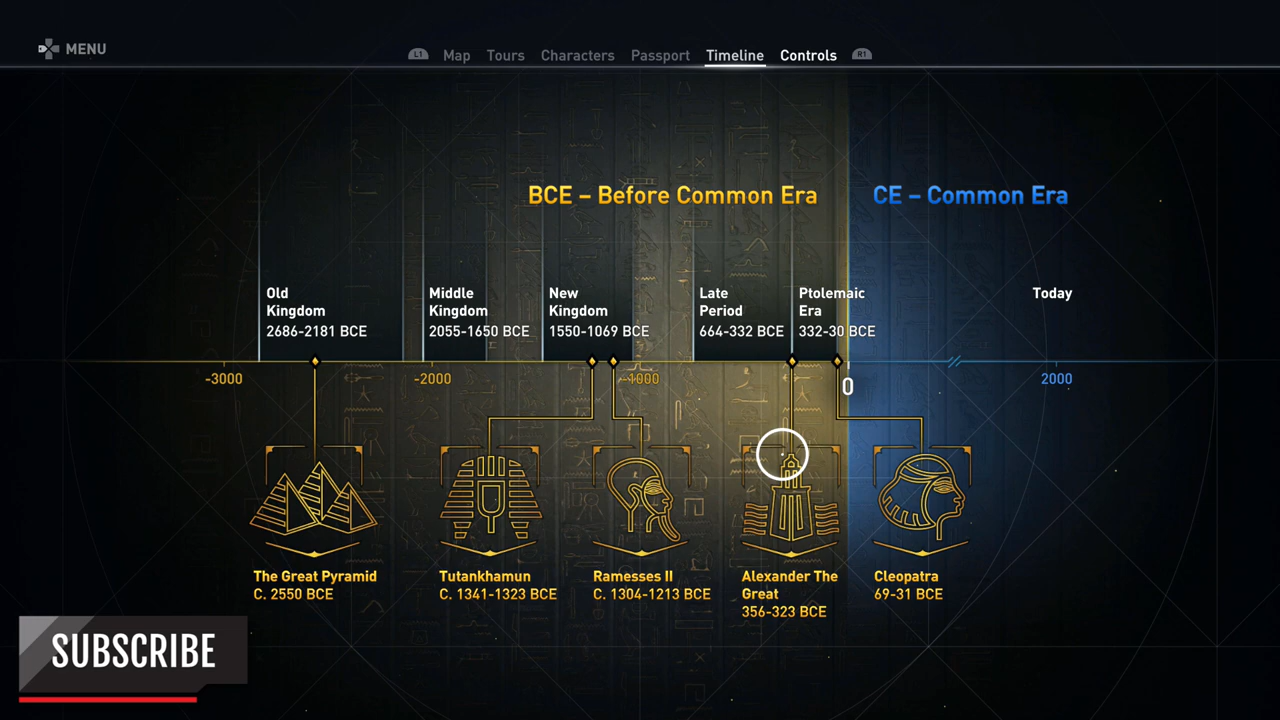 MENU
L1 Map Tours Characters Passport Timeline Controls R1
BCE – Before Common Era
CE – Common Era
Old
Kingdom
2686-2181 BCE
Middle
Kingdom
2055-1650 BCE
New
Kingdom
1550-1069 BCE
Late
Period
664-332 BCE
Ptolemaic
Era
332-30 BCE
Today
-3000
-2000
-1000
0
2000
The Great Pyramid
C. 2550 BCE
Tutankhamun
C. 1341-1323 BCE
Ramesses II
C. 1304-1213 BCE
Alexander The
Great
356-323 BCE
Cleopatra
69-31 BCE
SUBSCRIBE